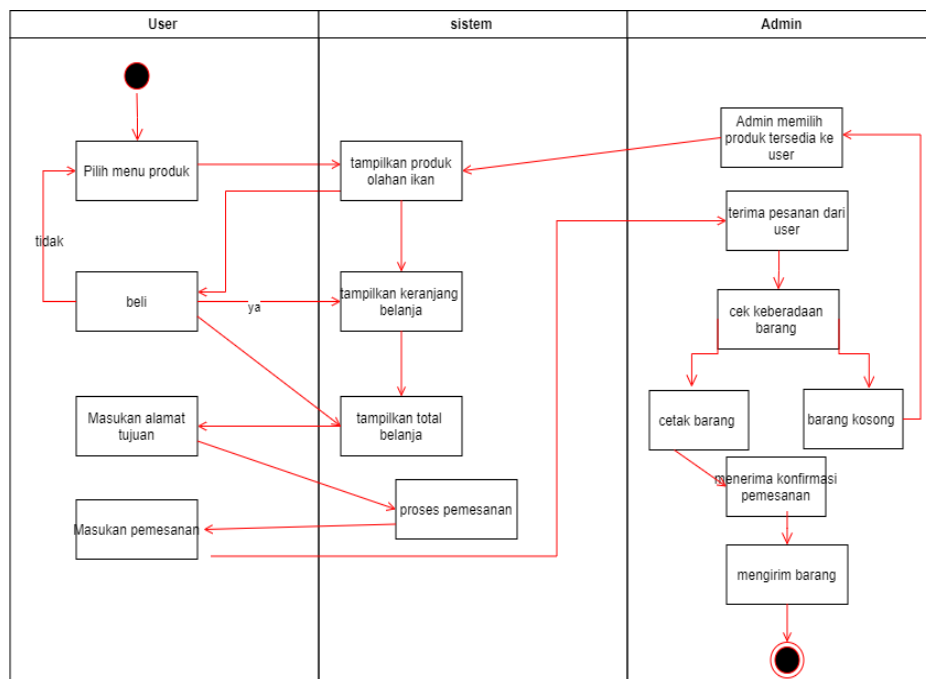 User
sistem
Admin
Pilih menu produk
tampilkan produk
olahan ikan
Admin memilih
produk tersedia ke
user
terima pesanan dari
user
tidak
beli
ya
tampilkan keranjang
belanja
cek keberadaan
barang
Masukan alamat
tujuan
tampilkan total
belanja
cetak barang
barang kosong
menerima konfirmasi
pemesanan
proses pemesanan
Masukan pemesanan
mengirim barang